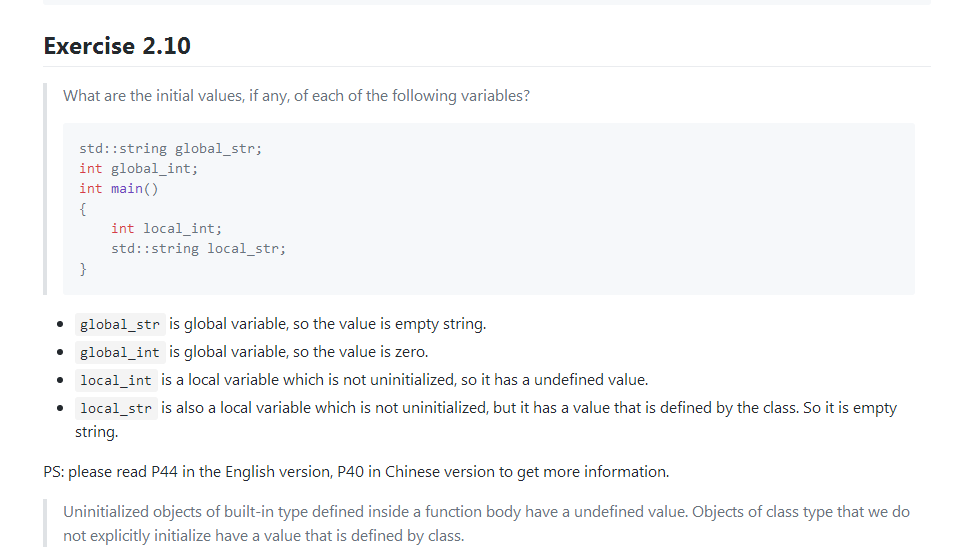 Exercise 2.10
What are the initial values, if any, of each of the following variables?
std::string global_str;
int global_int;
int main()
{
    int local_int;
    std::string local_str;
}
global_str is global variable, so the value is empty string.
global_int is global variable, so the value is zero.
local_int is a local variable which is not uninitialized, so it has a undefined value.
local_str is also a local variable which is not uninitialized, but it has a value that is defined by the class. So it is empty
string.
PS: please read P44 in the English version, P40 in Chinese version to get more information.
Uninitialized objects of built-in type defined inside a function body have a undefined value. Objects of class type that we do
not explicitly initialize have a value that is defined by class.